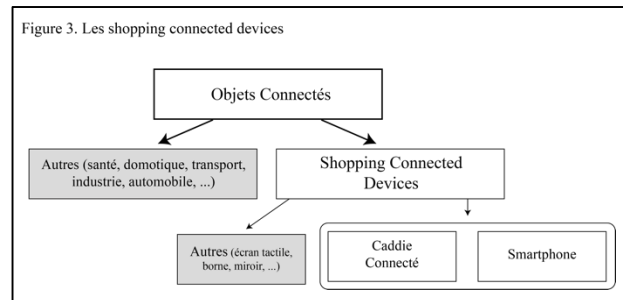 Figure 3. Les shopping connected devices
Objets Connectés
Autres (santé, domotique, transport,
industrie, automobile, ...)
Shopping Connected
Devices
Autres (écran tactile,
borne, miroir, ...)
Caddie
Connecté
Smartphone